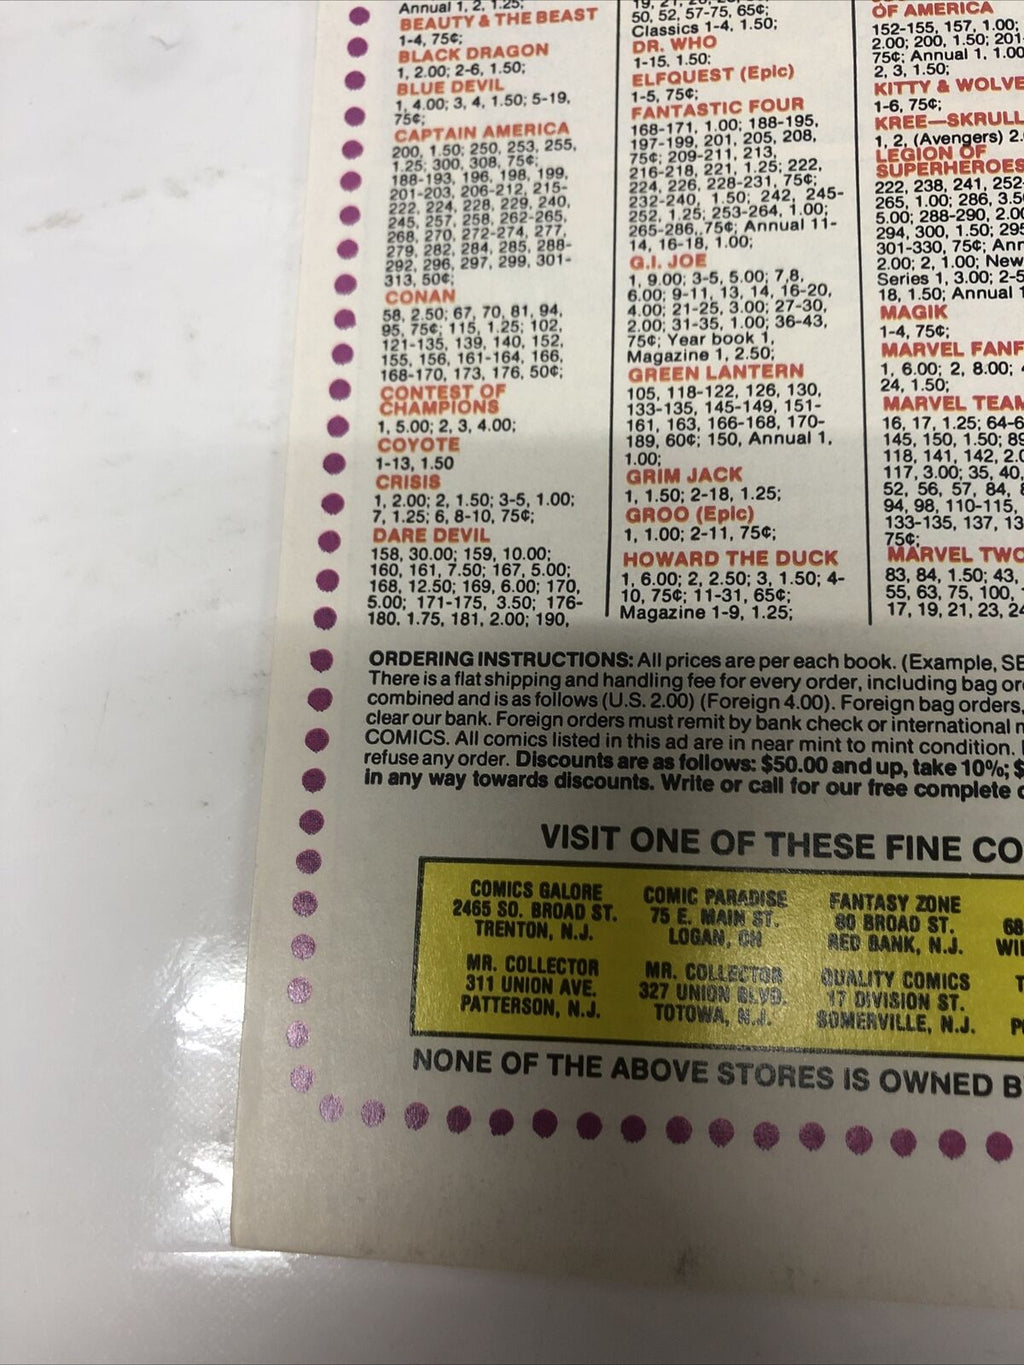 Annual 1, 2, 1.25;
BEAUTY & THE BEAST
1-4, 75¢;
BLACK DRAGON
1, 2.00; 2-6, 1.50;
BLUE DEVIL
1, 4.00; 3, 4, 1.50; 5-19,
75¢;
CAPTAIN AMERICA
200, 1.50; 250, 253, 255,
1.25; 300, 308, 75¢;
188-193, 196, 198, 199,
201-203, 206-212, 215-
222, 224, 228, 229, 240,
245, 257, 258, 262-265,
268, 270, 272-274, 277,
279, 282, 284, 285, 288-
292, 296, 297, 299, 301-
313, 50¢;
CONAN
58, 2.50; 67, 70, 81, 94,
95, 75¢; 115, 1.25; 102,
121-135, 139, 140, 152,
155, 156, 161-164, 166,
168-170, 173, 176, 50¢;
CONTEST OF
CHAMPIONS
1, 5.00; 2, 3, 4.00;
COYOTE
1-13, 1.50
CRISIS
1, 2.00; 2, 1.50; 3-5, 1.00;
7, 1.25; 6, 8-10, 75¢;
DARE DEVIL
158, 30.00; 159, 10.00;
160, 161, 7.50; 167, 5.00;
168, 12.50; 169, 6.00; 170,
5.00; 171-175, 3.50; 176-
180, 1.75, 181, 2.00; 190,
50, 52, 57-75, 65¢;
Classics 1-4, 1.50;
DR. WHO
1-15, 1.50;
ELFQUEST (Epic)
1-5, 75¢;
FANTASTIC FOUR
168-171, 1.00; 188-195,
197-199, 201, 205, 208,
75¢; 209-211, 213,
216-218, 221, 1.25; 222,
224, 226, 228-231, 75¢;
232-240, 1.50; 242, 245-
252, 1.25; 253-264, 1.00;
265-286, 75¢; Annual 11-
14, 16-18, 1.00;
G.I. JOE
1, 9.00; 3-5, 5.00; 7,8,
6.00; 9-11, 13, 14, 16-20,
4.00; 21-25, 3.00; 27-30,
2.00; 31-35, 1.00; 36-43,
75¢; Year book 1,
Magazine 1, 2.50;
GREEN LANTERN
105, 118-122, 126, 130,
133-135, 145-149, 151-
161, 163, 166-168, 170-
189, 60¢; 150, Annual 1,
1.00;
GRIM JACK
1, 1.50; 2-18, 1.25;
GROO (Epic)
1, 1.00; 2-11, 75¢;
HOWARD THE DUCK
1, 6.00; 2, 2.50; 3, 1.50; 4-
10, 75¢; 11-31, 65¢;
Magazine 1-9, 1.25;
OF AMERICA
152-155, 157, 1.00;
2.00; 200, 1.50; 201-
75¢; Annual 1, 1.00
2, 3, 1.50;
KITTY & WOLVE
1-6, 75¢;
KREE—SKRULL
1, 2, (Avengers) 2.
LEGION OF
SUPERHEROES
222, 238, 241, 252-
265, 1.00; 286, 3.5
5.00; 288-290, 2.00
294, 300, 1.50; 295
301-330, 75¢; Ann
2.00; 2, 1.00; New
Series 1, 3.00; 2-5
18, 1.50; Annual 1
MAGIK
1-4, 75¢;
MARVEL FANF
1, 6.00; 2, 8.00;
24, 1.50;
MARVEL TEAM
16, 17, 1.25; 64-6
145, 150, 1.50; 89
118, 141, 142, 2.0
117, 3.00; 35, 40,
52, 56, 57, 84,
94, 98, 110-115,
133-135, 137, 13
75¢;
MARVEL TWO
83, 84, 1.50; 43,
55, 63, 75, 100,
17, 19, 21, 23, 24
ORDERING INSTRUCTIONS: All prices are per each book. (Example, SE
There is a flat shipping and handling fee for every order, including bag or
combined and is as follows (U.S. 2.00) (Foreign 4.00). Foreign bag orders,
clear our bank. Foreign orders must remit by bank check or international m
COMICS. All comics listed in this ad are in near mint to mint condition.
refuse any order. Discounts are as follows: $50.00 and up, take 10%; $
in any way towards discounts. Write or call for our free complete c
VISIT ONE OF THESE FINE CO
COMICS GALORE
2465 SO. BROAD ST.
TRENTON, N.J.
COMIC PARADISE
75 E. MAIN ST.
LOGAN, OH
FANTASY ZONE
80 BROAD ST.
RED BANK, N.J.
68
WIL
MR. COLLECTOR
311 UNION AVE.
PATTERSON, N.J.
MR. COLLECTOR
327 UNION BLVD.
TOTOWA, N.J.
QUALITY COMICS
17 DIVISION ST.
SOMERVILLE, N.J.
T
NONE OF THE ABOVE STORES IS OWNED B